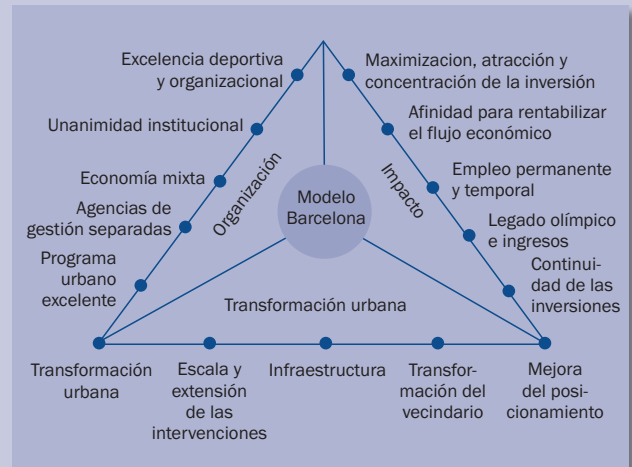 Excelencia deportiva
y organizacional
Unanimidad institucional
Economía mixta
Agencias de
gestión separadas
Programa
urbano
excelente
Organización
Modelo
Barcelona
Impacto
Maximizacion, atracción y
concentración de la inversión
Afinidad para rentabilizar
el flujo económico
Empleo permanente
y temporal
Legado olímpico
e ingresos
Continui-
dad de las
inversiones
Transformación urbana
Transformación
urbana
Escala y
extensión
de las
intervenciones
Infraestructura
Transfor-
mación del
vecindario
Mejora
del posi-
cionamiento